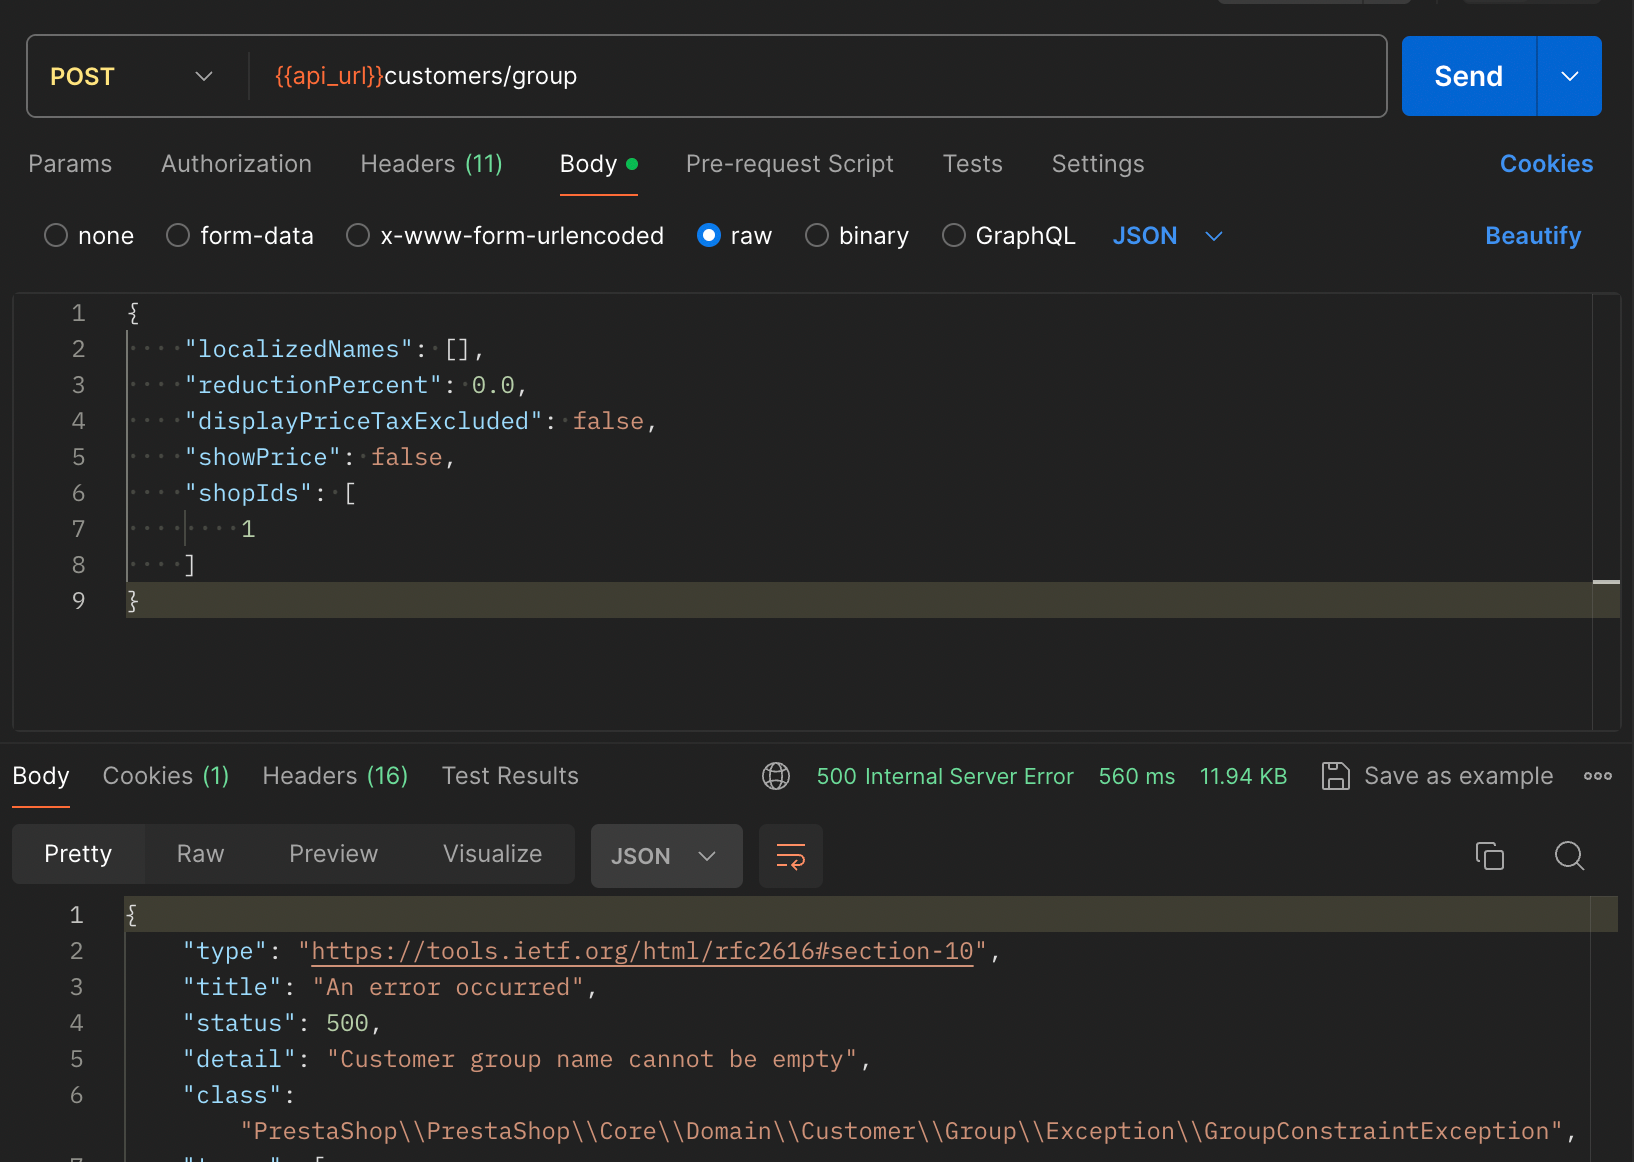 POST {{api_url}}customers/group Send
Params Authorization Headers (11) Body Pre-request Script Tests Settings Cookies
none form-data x-www-form-urlencoded raw binary GraphQL JSON Beautify
1 {
2 "localizedNames": [],
3 "reductionPercent": 0.0,
4 "displayPriceTaxExcluded": false,
5 "showPrice": false,
6 "shopIds": [
7 1
8 ]
9 }
Body Cookies (1) Headers (16) Test Results 500 Internal Server Error 560 ms 11.94 KB Save as example
Pretty Raw Preview Visualize JSON
1 {
2 "type": "https://tools.ietf.org/html/rfc2616#section-10",
3 "title": "An error occurred",
4 "status": 500,
5 "detail": "Customer group name cannot be empty",
6 "class":
"PrestaShop\\PrestaShop\\Core\\Domain\\Customer\\Group\\Exception\\GroupConstraintException",